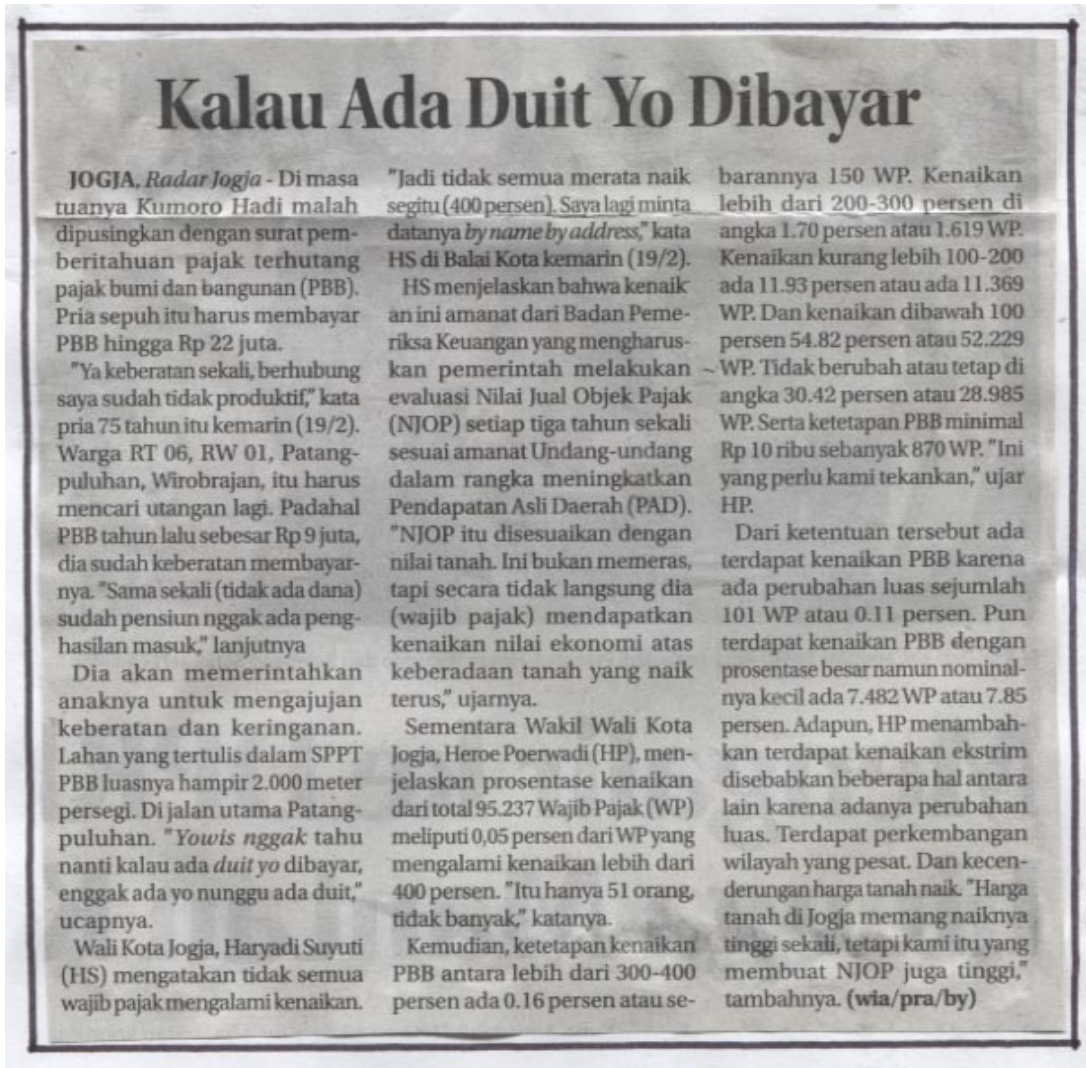 Kalau Ada Duit Yo Dibayar
JOGJA, Radar Jogja - Di masa
tuanya Kumoro Hadi malah
dipusingkan dengan surat pem-
beritahuan pajak terhutang
pajak bumi dan bangunan (PBB).
Pria sepuh itu harus membayar
PBB hingga Rp 22 juta.
"Ya keberatan sekali, berhubung
saya sudah tidak produktif," kata
pria 75 tahun itu kemarin (19/2).
Warga RT 06, RW 01, Patang-
puluhan, Wirobrajan, itu harus
mencari utangan lagi. Padahal
PBB tahun lalu sebesar Rp 9 juta,
dia sudah keberatan membayar-
nya. "Sama sekali (tidak ada dana)
sudah pensiun nggak ada peng-
hasilan masuk," lanjutnya
Dia akan memerintahkan
anaknya untuk mengajukan
keberatan dan keringanan.
Lahan yang tertulis dalam SPPT
PBB luasnya hampir 2.000 meter
persegi. Di jalan utama Patang-
puluhan. "Yowis nggak tahu
nanti kalau ada duit yo dibayar,
enggak ada yo nunggu ada duit,"
ucapnya.
Wali Kota Jogja, Haryadi Suyuti
(HS) mengatakan tidak semua
wajib pajak mengalami kenaikan.
"Jadi tidak semua merata naik
segitu (400 persen). Saya lagi minta
datanya by name by address," kata
HS di Balai Kota kemarin (19/2).
HS menjelaskan bahwa kenaik
an ini amanat dari Badan Peme-
riksa Keuangan yang mengharus-
kan pemerintah melakukan
evaluasi Nilai Jual Objek Pajak
(NJOP) setiap tiga tahun sekali
sesuai amanat Undang-undang
dalam rangka meningkatkan
Pendapatan Asli Daerah (PAD).
"NJOP itu disesuaikan dengan
nilai tanah. Ini bukan memeras,
tapi secara tidak langsung dia
(wajib pajak) mendapatkan
kenaikan nilai ekonomi atas
keberadaan tanah yang naik
terus," ujarnya.
Sementara Wakil Wali Kota
Jogja, Heroe Poerwadi (HP), men-
jelaskan prosentase kenaikan
dari total 95.237 Wajib Pajak (WP)
meliputi 0,05 persen dari WP yang
mengalami kenaikan lebih dari
400 persen. "Itu hanya 51 orang,
tidak banyak," katanya.
Kemudian, ketetapan kenaikan
PBB antara lebih dari 300-400
persen ada 0.16 persen atau se-
barannya 150 WP. Kenaikan
lebih dari 200-300 persen di
angka 1.70 persen atau 1.619 WP.
Kenaikan kurang lebih 100-200
ada 11.93 persen atau ada 11.369
WP. Dan kenaikan dibawah 100
persen 54.82 persen atau 52.229
WP. Tidak berubah atau tetap di
angka 30.42 persen atau 28.985
WP. Serta ketetapan PBB minimal
Rp 10 ribu sebanyak 870 WP. "Ini
yang perlu kami tekankan," ujar
HP.
Dari ketentuan tersebut ada
terdapat kenaikan PBB karena
ada perubahan luas sejumlah
101 WP atau 0.11 persen. Pun
terdapat kenaikan PBB dengan
prosentase besar namun nominal-
nya kecil ada 7.482 WP atau 7.85
persen. Adapun, HP menambah-
kan terdapat kenaikan ekstrim
disebabkan beberapa hal antara
lain karena adanya perubahan
luas. Terdapat perkembangan
wilayah yang pesat. Dan kecen-
derungan harga tanah naik. "Harga
tanah di Jogja memang naiknya
tinggi sekali, tetapi kami itu yang
membuat NJOP juga tinggi,"
tambahnya. (wia/pra/by)